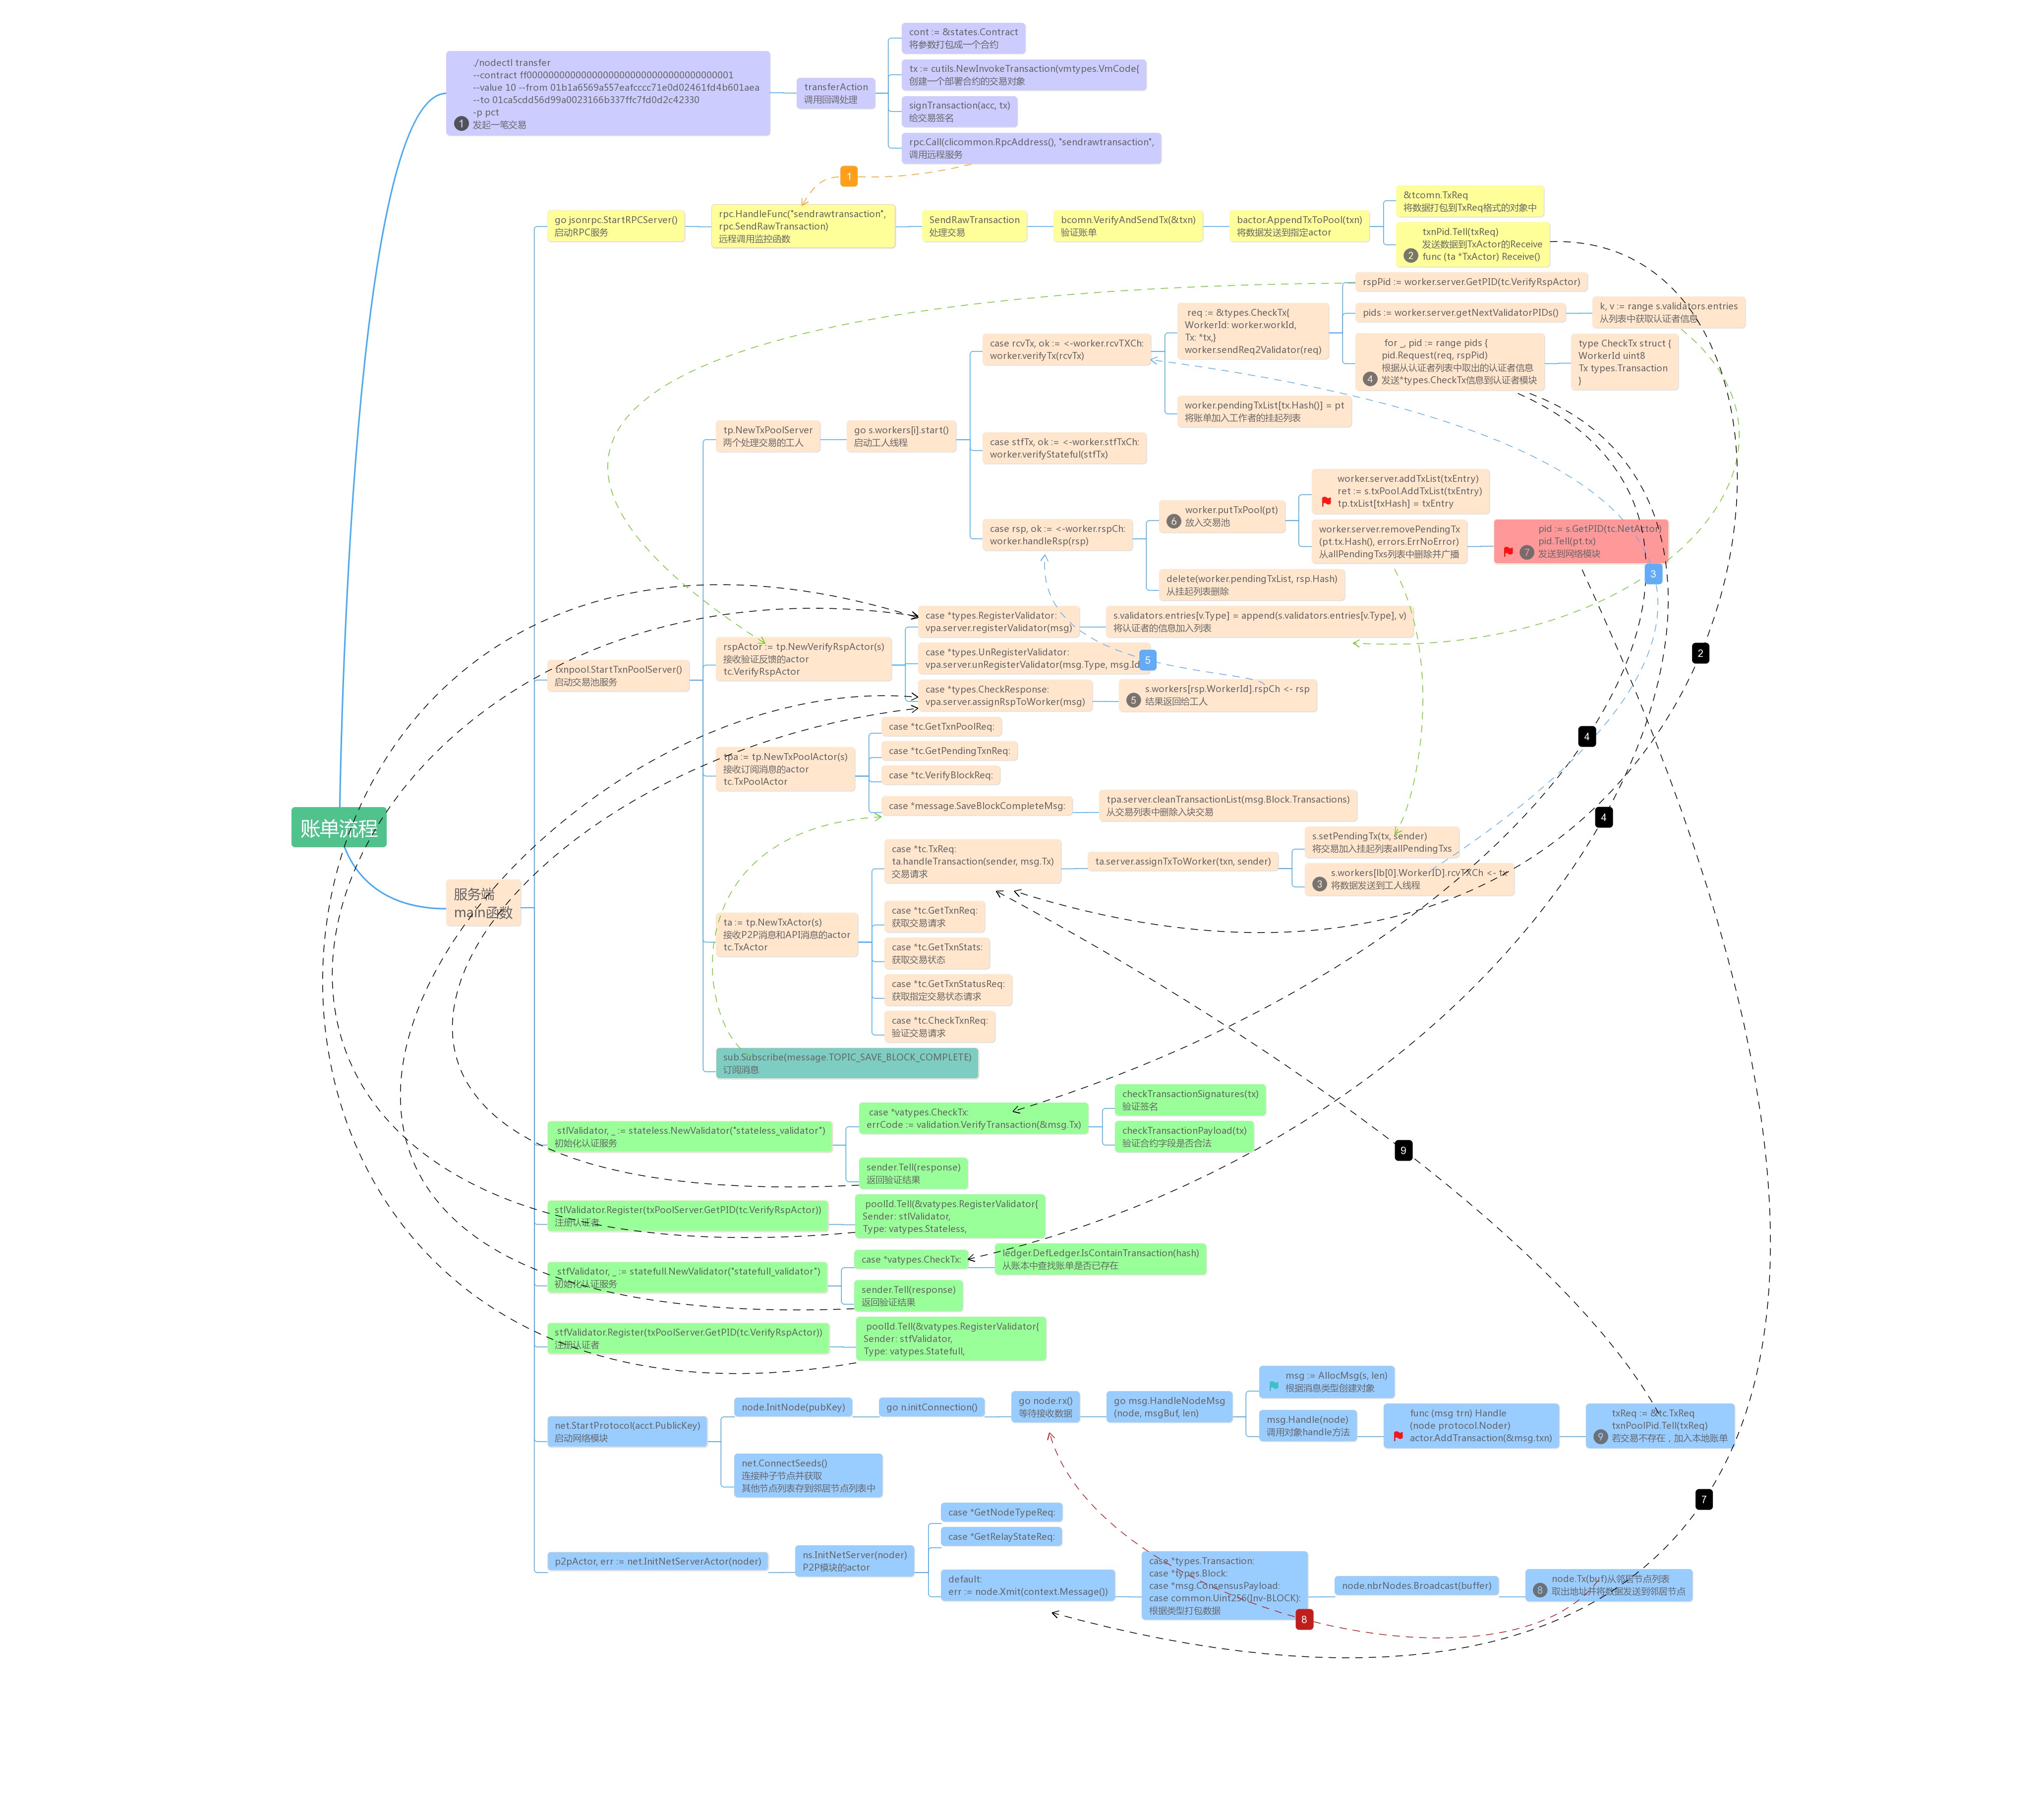 账单流程
./nodectl transfer
--contract ff00000000000000000000000000000000000001
--value 10 --from 01b1a6569a557eafcccc71e0d02461fd4b601aea
--to 01ca5cdd56d99a0023166b337ffc7fd0d2c42330
-p pct
1 发起一笔交易
transferAction
调用回调处理
cont := &states.Contract
将参数打包成一个合约
tx := cutils.NewInvokeTransaction(vmtypes.VmCode{
创建一个部署合约的交易对象
signTransaction(acc, tx)
给交易签名
rpc.Call(clicommon.RpcAddress(), "sendrawtransaction",
调用远程服务
1
服务端
main函数
go jsonrpc.StartRPCServer()
启动RPC服务
rpc.HandleFunc("sendrawtransaction",
rpc.SendRawTransaction)
远程调用监控函数
SendRawTransaction
处理交易
bcomn.VerifyAndSendTx(&txn)
验证账单
bactor.AppendTxToPool(txn)
将数据发送到指定actor
&tcomn.TxReq
将数据打包到TxReq格式的对象中
txnPid.Tell(txReq)
发送数据到TxActor的Receive
2 func (ta *TxActor) Receive()
txnpool.StartTxnPoolServer()
启动交易池服务
tp.NewTxPoolServer
两个处理交易的工人
go s.workers[i].start()
启动工人线程
case rcvTx, ok := <-worker.rcvTXCh:
worker.verifyTx(rcvTx)
req := &types.CheckTx{
WorkerId: worker.workId,
Tx: *tx,}
worker.sendReq2Validator(req)
rspPid := worker.server.GetPID(tc.VerifyRspActor)
pids := worker.server.getNextValidatorPIDs()
k, v := range s.validators.entries
从列表中获取认证者信息
for _, pid := range pids {
pid.Request(req, rspPid)
根据从认证者列表中取出的认证者信息
4 发送*types.CheckTx信息到认证者模块
type CheckTx struct {
WorkerId uint8
Tx types.Transaction
}
worker.pendingTxList[tx.Hash()] = pt
将账单加入工作者的挂起列表
case stfTx, ok := <-worker.stfTxCh:
worker.verifyStateful(stfTx)
case rsp, ok := <-worker.rspCh:
worker.handleRsp(rsp)
worker.putTxPool(pt)
6 放入交易池
worker.server.addTxList(txEntry)
ret := s.txPool.AddTxList(txEntry)
tp.txList[txHash] = txEntry
worker.server.removePendingTx
(pt.tx.Hash(), errors.ErrNoError)
从allPendingTxs列表中删除并广播
pid := s.GetPID(tc.NetActor)
pid.Tell(pt.tx)
7 发送到网络模块
delete(worker.pendingTxList, rsp.Hash)
从挂起列表删除
3
2
rspActor := tp.NewVerifyRspActor(s)
接收验证反馈的actor
tc.VerifyRspActor
case *types.RegisterValidator:
vpa.server.registerValidator(msg)
s.validators.entries[v.Type] = append(s.validators.entries[v.Type], v)
将认证者的信息加入列表
case *types.UnRegisterValidator:
vpa.server.unRegisterValidator(msg.Type, msg.Id
5
case *types.CheckResponse:
vpa.server.assignRspToWorker(msg)
s.workers[rsp.WorkerId].rspCh <- rsp
5 结果返回给工人
4
4
tpa := tp.NewTxPoolActor(s)
接收订阅消息的actor
tc.TxPoolActor
case *tc.GetTxnPoolReq:
case *tc.GetPendingTxnReq:
case *tc.VerifyBlockReq:
case *message.SaveBlockCompleteMsg:
tpa.server.cleanTransactionList(msg.Block.Transactions)
从交易列表中删除入块交易
ta := tp.NewTxActor(s)
接收P2P消息和API消息的actor
tc.TxActor
case *tc.TxReq:
ta.handleTransaction(sender, msg.Tx)
交易请求
ta.server.assignTxToWorker(txn, sender)
s.setPendingTx(tx, sender)
将交易加入挂起列表allPendingTxs
s.workers[lb[0].WorkerID].rcvTXCh <- tx
3 将数据发送到工人线程
case *tc.GetTxnReq:
获取交易请求
case *tc.GetTxnStats:
获取交易状态
case *tc.GetTxnStatusReq:
获取指定交易状态请求
case *tc.CheckTxnReq:
验证交易请求
sub.Subscribe(message.TOPIC_SAVE_BLOCK_COMPLETE)
订阅消息
stlValidator, _ := stateless.NewValidator("stateless_validator")
初始化认证服务
case *vatypes.CheckTx:
errCode := validation.VerifyTransaction(&msg.Tx)
checkTransactionSignatures(tx)
验证签名
checkTransactionPayload(tx)
验证合约字段是否合法
sender.Tell(response)
返回验证结果
9
stlValidator.Register(txPoolServer.GetPID(tc.VerifyRspActor))
注册认证者
poolId.Tell(&vatypes.RegisterValidator{
Sender: stlValidator,
Type: vatypes.Stateless,
stfValidator, _ := statefull.NewValidator("statefull_validator")
初始化认证服务
case *vatypes.CheckTx:
ledger.DefLedger.IsContainTransaction(hash)
从账本中查找账单是否已存在
sender.Tell(response)
返回验证结果
stfValidator.Register(txPoolServer.GetPID(tc.VerifyRspActor))
注册认证者
poolId.Tell(&vatypes.RegisterValidator{
Sender: stfValidator,
Type: vatypes.Statefull,
net.StartProtocol(acct.PublicKey)
启动网络模块
node.InitNode(pubKey)
go n.initConnection()
go node.rx()
等待接收数据
go msg.HandleNodeMsg
(node, msgBuf, len)
msg := AllocMsg(s, len)
根据消息类型创建对象
msg.Handle(node)
调用对象handle方法
func (msg trn) Handle
(node protocol.Noder)
actor.AddTransaction(&msg.txn)
txReq := &tc.TxReq
txnPoolPid.Tell(txReq)
9 若交易不存在，加入本地账单
net.ConnectSeeds()
连接种子节点并获取
其他节点列表存到邻居节点列表中
7
p2pActor, err := net.InitNetServerActor(noder)
ns.InitNetServer(noder)
P2P模块的actor
case *GetNodeTypeReq:
case *GetRelayStateReq:
default:
err := node.Xmit(context.Message())
case *types.Transaction:
case *types.Block:
case *msg.ConsensusPayload:
case common.Uint256(Inv-BLOCK):
根据类型打包数据
8
node.nbrNodes.Broadcast(buffer)
node.Tx(buf)从邻居节点列表
8 取出地址并将数据发送到邻居节点